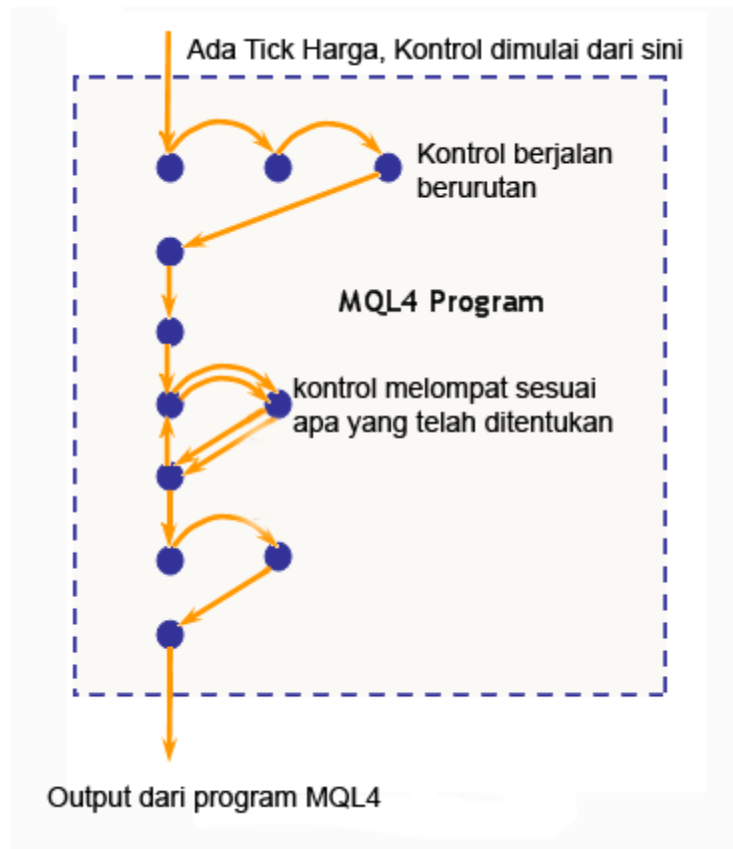 Ada Tick Harga, Kontrol dimulai dari sini
Kontrol berjalan
berurutan
MQL4 Program
kontrol melompat sesuai
apa yang telah ditentukan
Output dari program MQL4